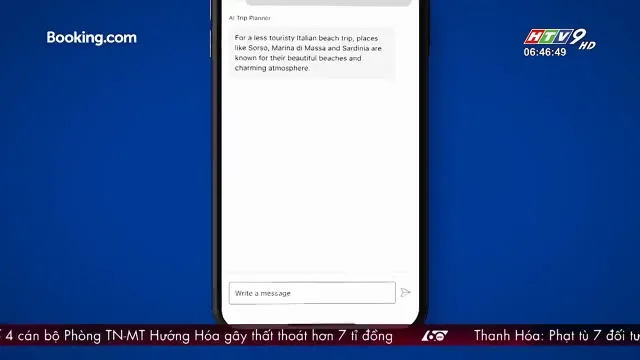 Booking.com
HTV9 HD
06:46:49
AI Trip Planner
For a less touristy Italian beach trip, places
like Sorso, Marina di Massa and Sardinia are
known for their beautiful beaches and
charming atmosphere.
Write a message
4 cán bộ Phòng TN-MT Hướng Hóa gây thất thoát hơn 7 tỉ đồng
60
Thanh Hóa: Phạt tù 7 đối